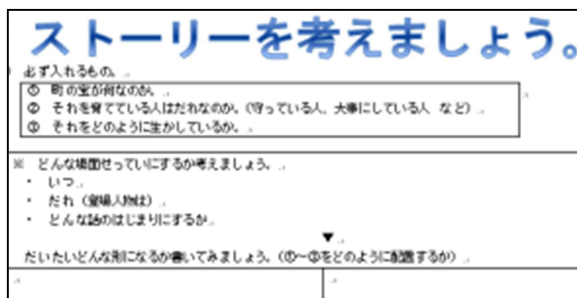 ストーリーを考えましょう。
必ず入れるもの。
① 町の宝が何なのか。
② それを育てている人はだれなのか。（守っている人、大事にしている人 など）
③ それをどのように生かしているか。
※ どんな場面せっていにするか考えましょう。
・ いつ
・ だれ（登場人物は）
・ どんな話のはじまりにするか
▼
だいたいどんな形になるか書いてみましょう。（①～③をどのように配置するか）